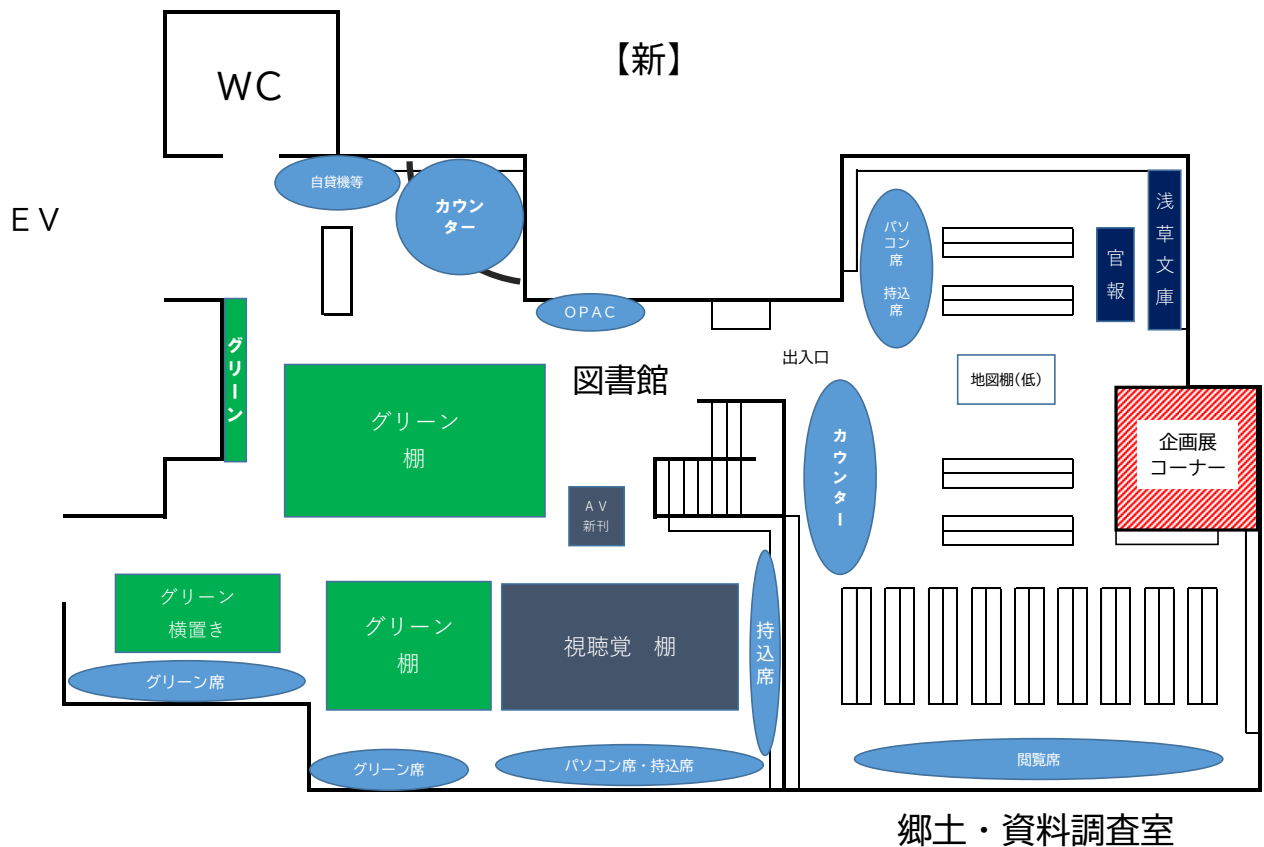 【新】
ＷＣ
自貸機等
カウン
ター
ＥＶ
パソ
コン
席
持込
席
浅草文庫
官報
ＯＰＡＣ
グリーン
出入口
図書館
地図棚(低)
グリーン
棚
カウンター
企画展
コーナー
ＡＶ
新刊
グリーン
横置き
グリーン
棚
視聴覚　棚
持込席
グリーン席
グリーン席
パソコン席・持込席
閲覧席
郷土・資料調査室